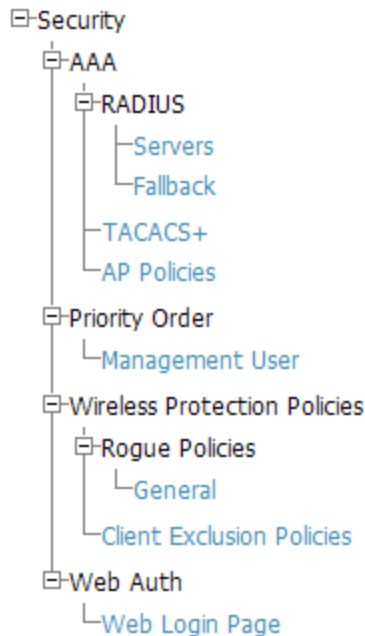 Security
AAA
RADIUS
Servers
Fallback
TACACS+
AP Policies
Priority Order
Management User
Wireless Protection Policies
Rogue Policies
General
Client Exclusion Policies
Web Auth
Web Login Page